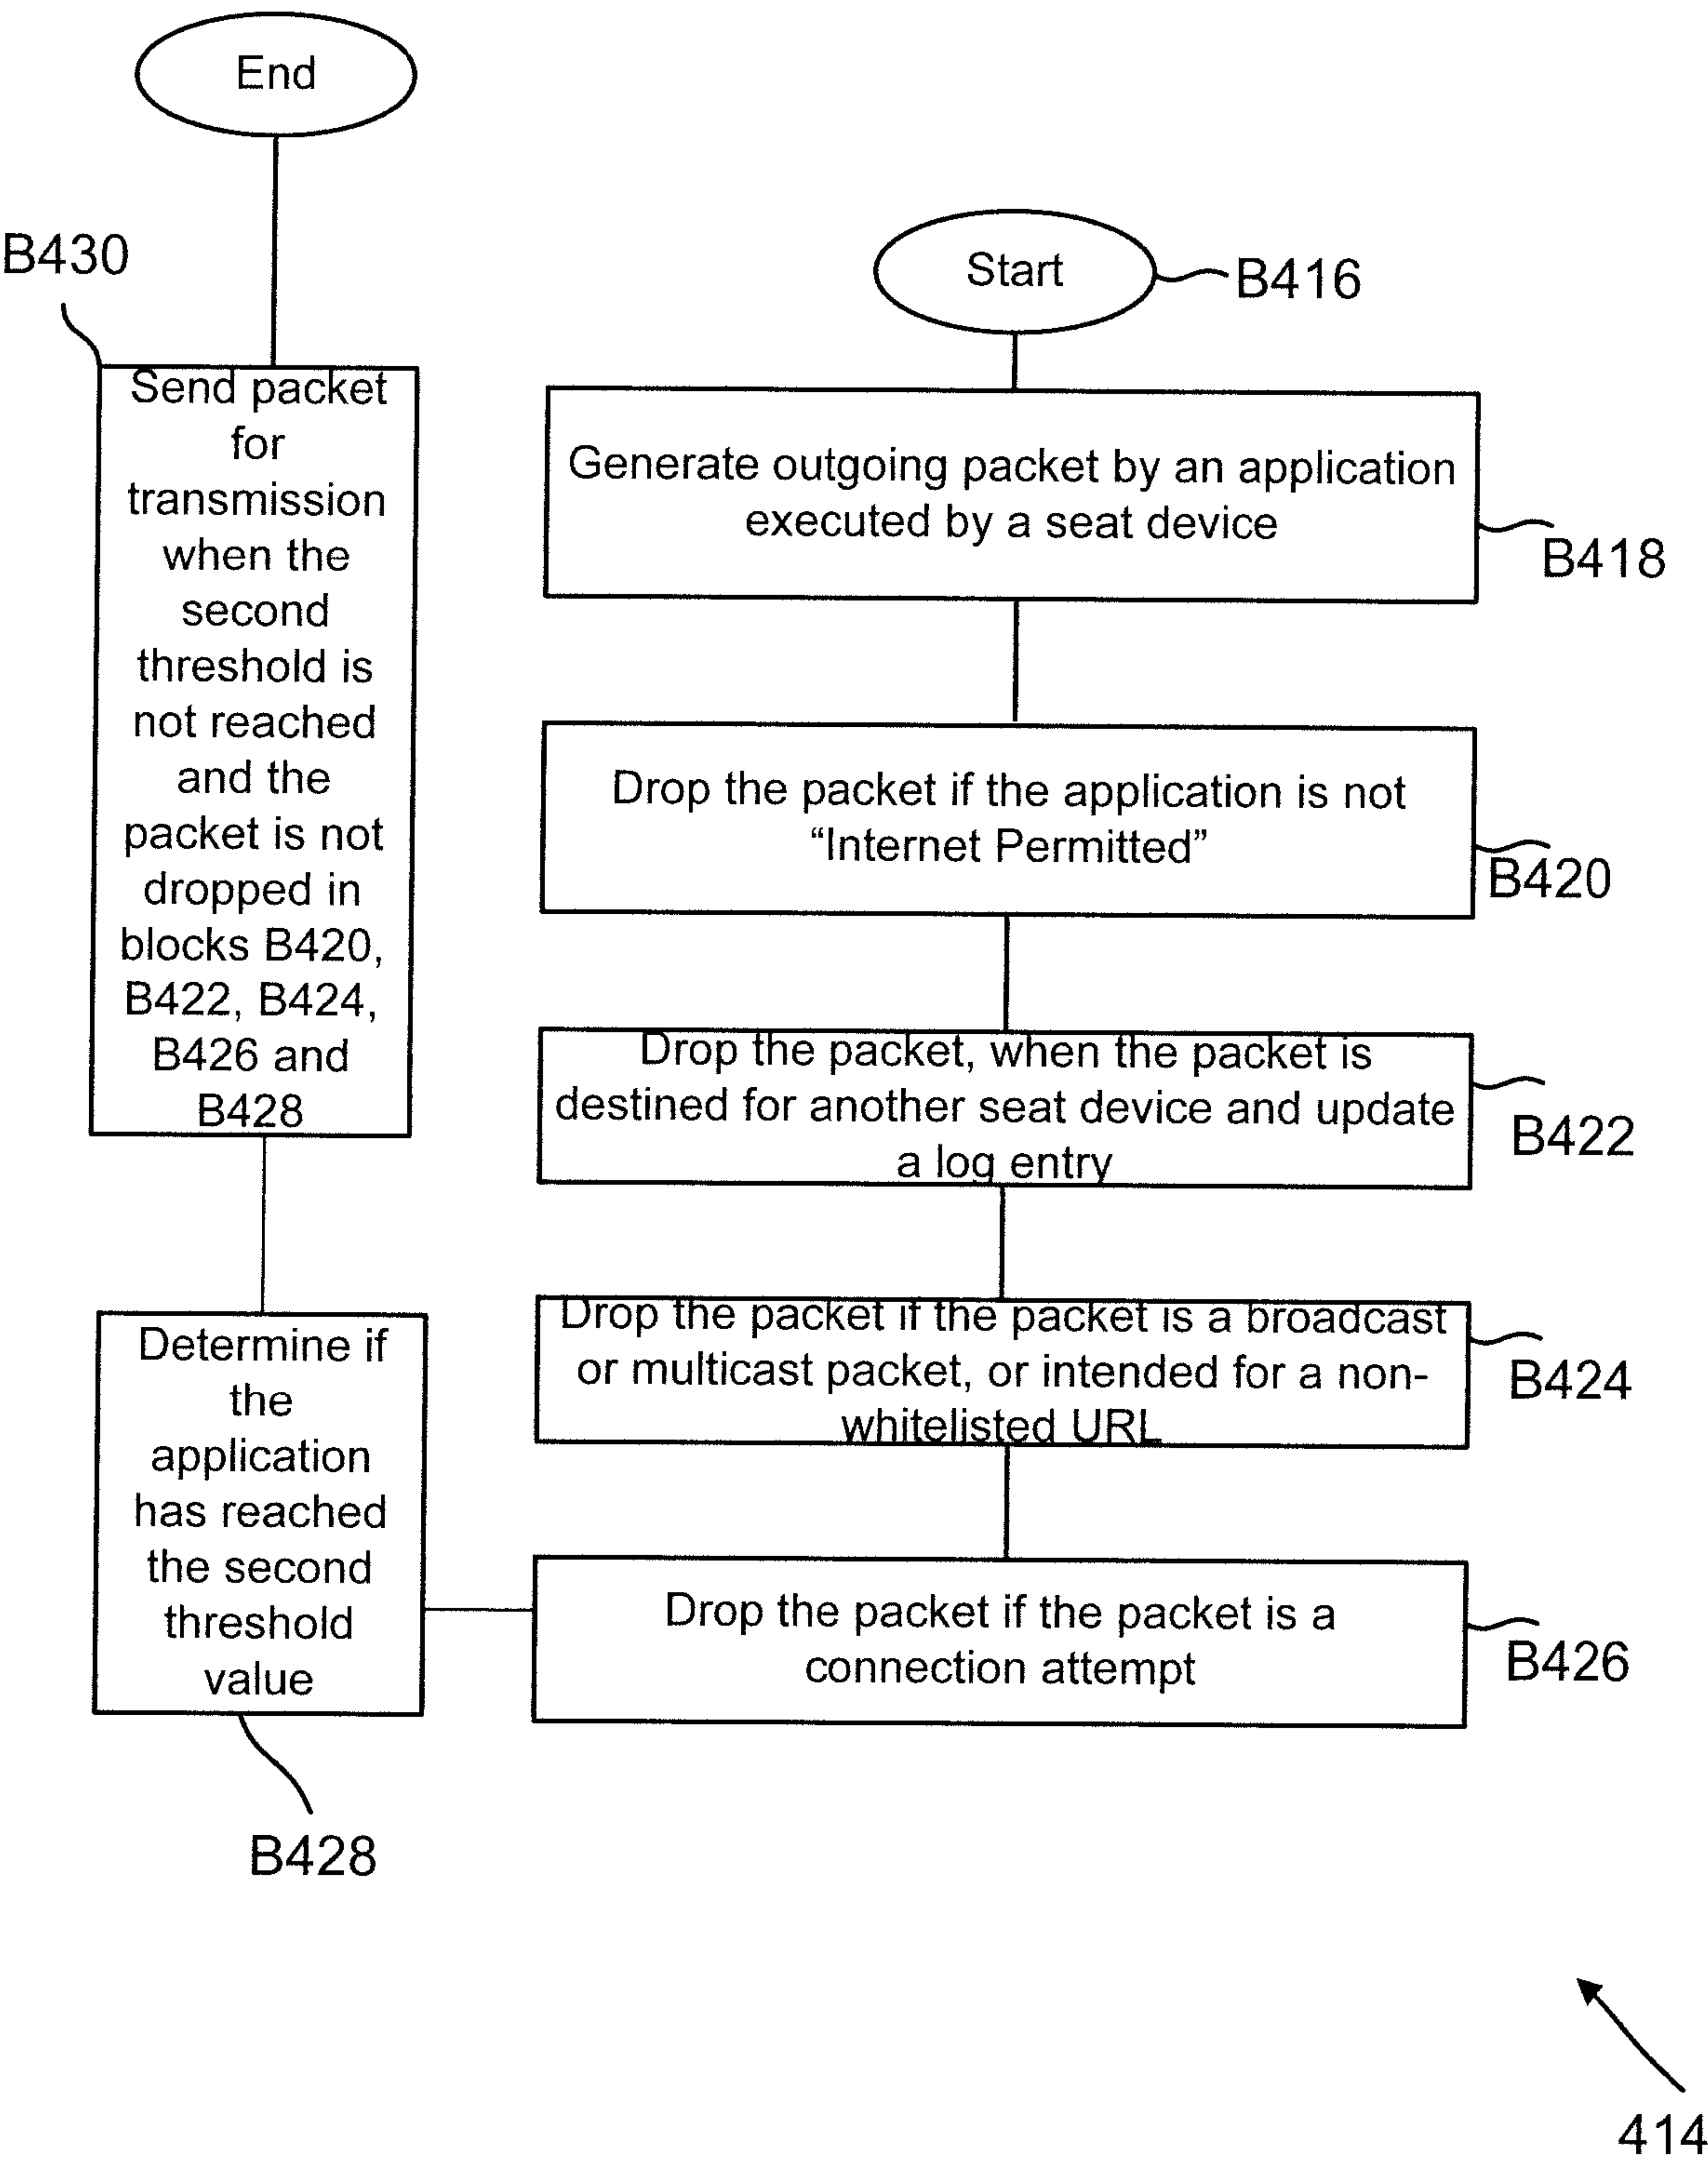 End
B430
Start
B416
Send packet
for
transmission
when the
second
threshold is
not reached
and the
packet is not
dropped in
blocks B420,
B422, B424,
B426 and
B428
Generate outgoing packet by an application
executed by a seat device
B418
Drop the packet if the application is not
“Internet Permitted”
B420
Drop the packet, when the packet is
destined for another seat device and update
a log entry
B422
Drop the packet if the packet is a broadcast
or multicast packet, or intended for a non-
whitelisted URL
B424
Drop the packet if the packet is a
connection attempt
B426
Determine if
the
application
has reached
the second
threshold
value
B428
414